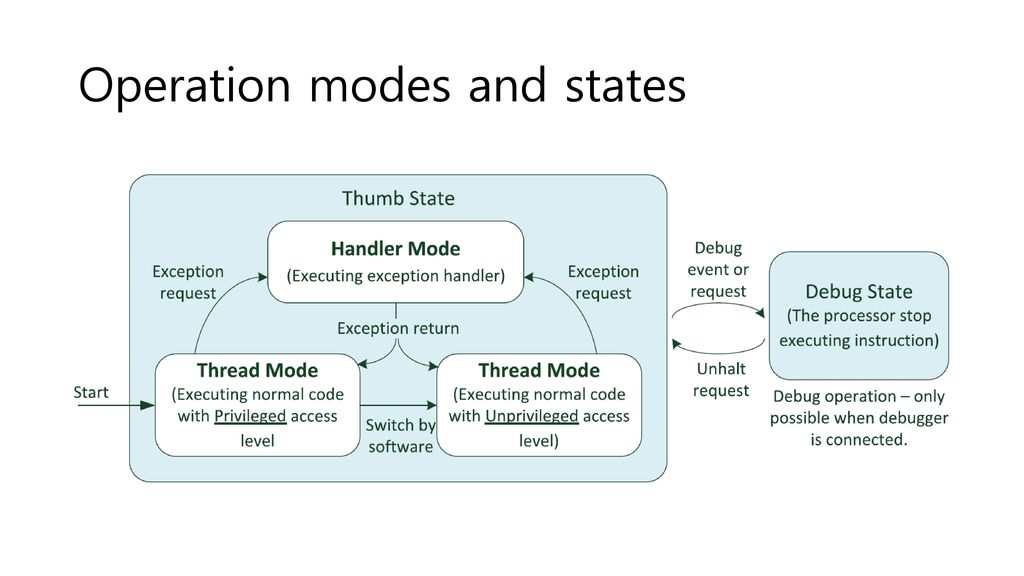 Operation modes and states
Thumb State
Handler Mode
(Executing exception handler)
Exception
request
Exception
request
Exception return
Start
Thread Mode
(Executing normal code
with Privileged access
level
Switch by
software
Thread Mode
(Executing normal code
with Unprivileged access
level)
Debug
event or
request
Unhalt
request
Debug State
(The processor stop
executing instruction)
Debug operation – only
possible when debugger
is connected.